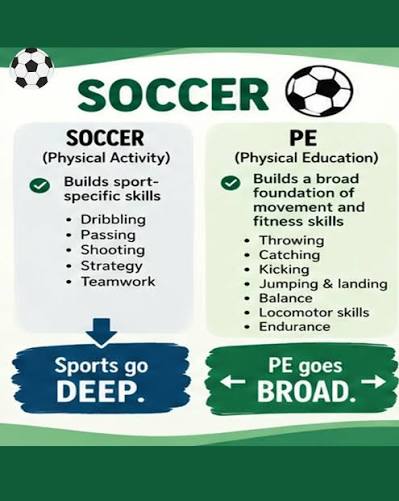 SOCCER
SOCCER
(Physical Activity)
Builds sport-
specific skills
• Dribbling
• Passing
• Shooting
• Strategy
• Teamwork
Sports go
DEEP.
PE
(Physical Education)
Builds a broad
foundation of
movement and
fitness skills
• Throwing
• Catching
• Kicking
• Jumping & landing
• Balance
• Locomotor skills
• Endurance
PE goes
BROAD.